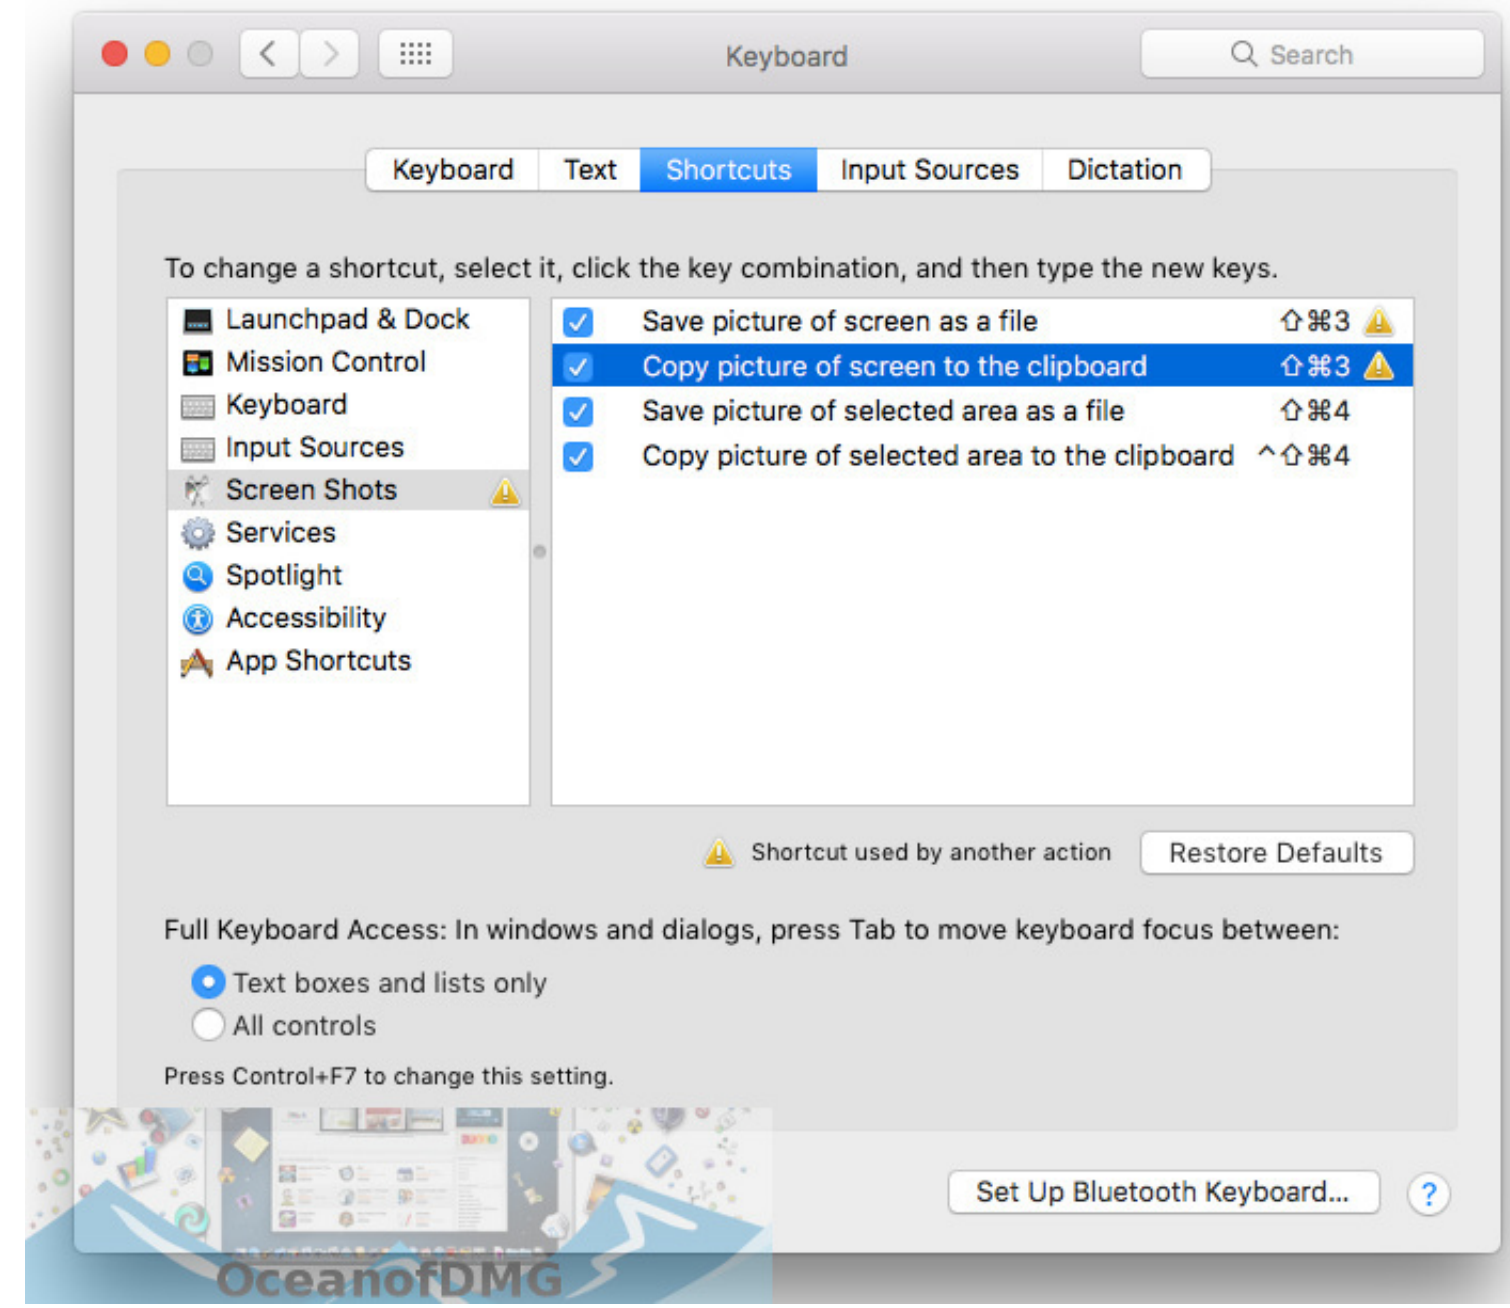 Keyboard
Search
Keyboard Text Shortcuts Input Sources Dictation
To change a shortcut, select it, click the key combination, and then type the new keys.
Launchpad & Dock
Mission Control
Keyboard
Input Sources
Screen Shots
Services
Spotlight
Accessibility
App Shortcuts
Save picture of screen as a file ⇧⌘3
Copy picture of screen to the clipboard ⇧⌘3
Save picture of selected area as a file ⇧⌘4
Copy picture of selected area to the clipboard ^⇧⌘4
Shortcut used by another action
Restore Defaults
Full Keyboard Access: In windows and dialogs, press Tab to move keyboard focus between:
Text boxes and lists only
All controls
Press Control+F7 to change this setting.
Set Up Bluetooth Keyboard... ?
OceanofDMG